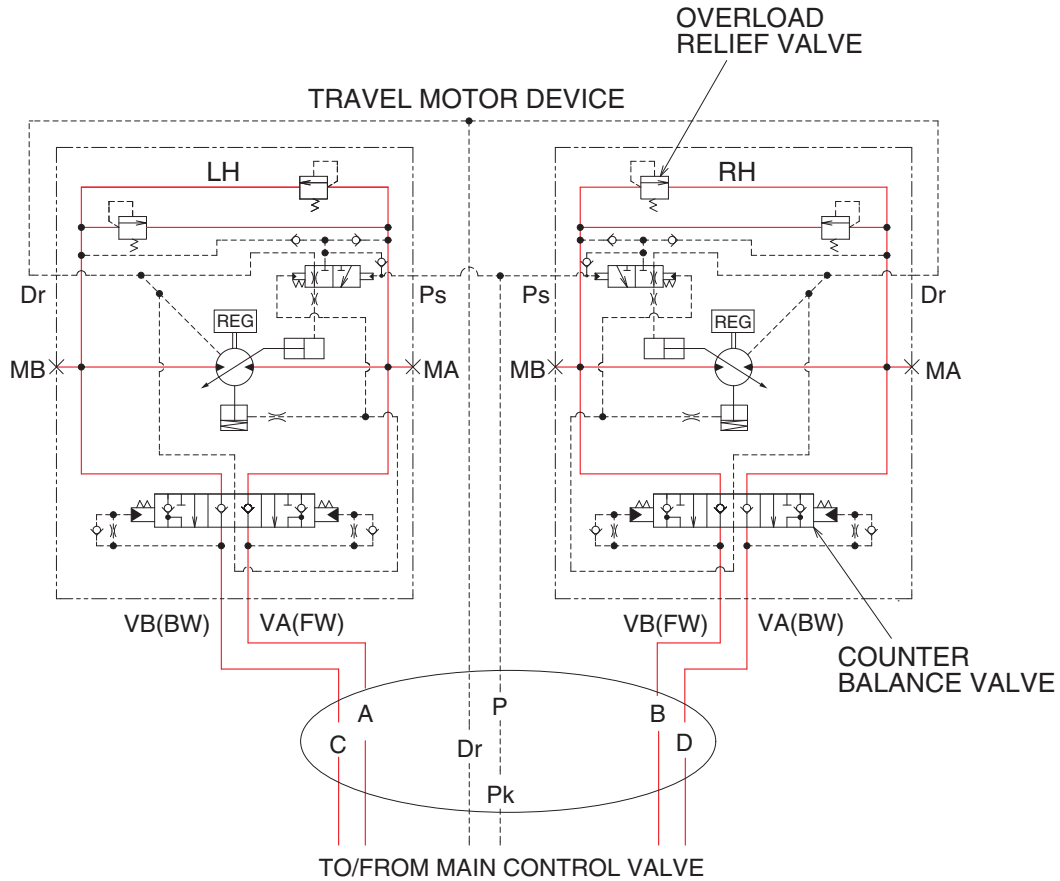 OVERLOAD
RELIEF VALVE
TRAVEL MOTOR DEVICE
LH
RH
Dr
Ps
Ps
Dr
REG
REG
MB
MA
MB
MA
VB(BW)
VA(FW)
VB(FW)
VA(BW)
COUNTER
BALANCE VALVE
A
P
B
C
Dr
D
Pk
TO/FROM MAIN CONTROL VALVE